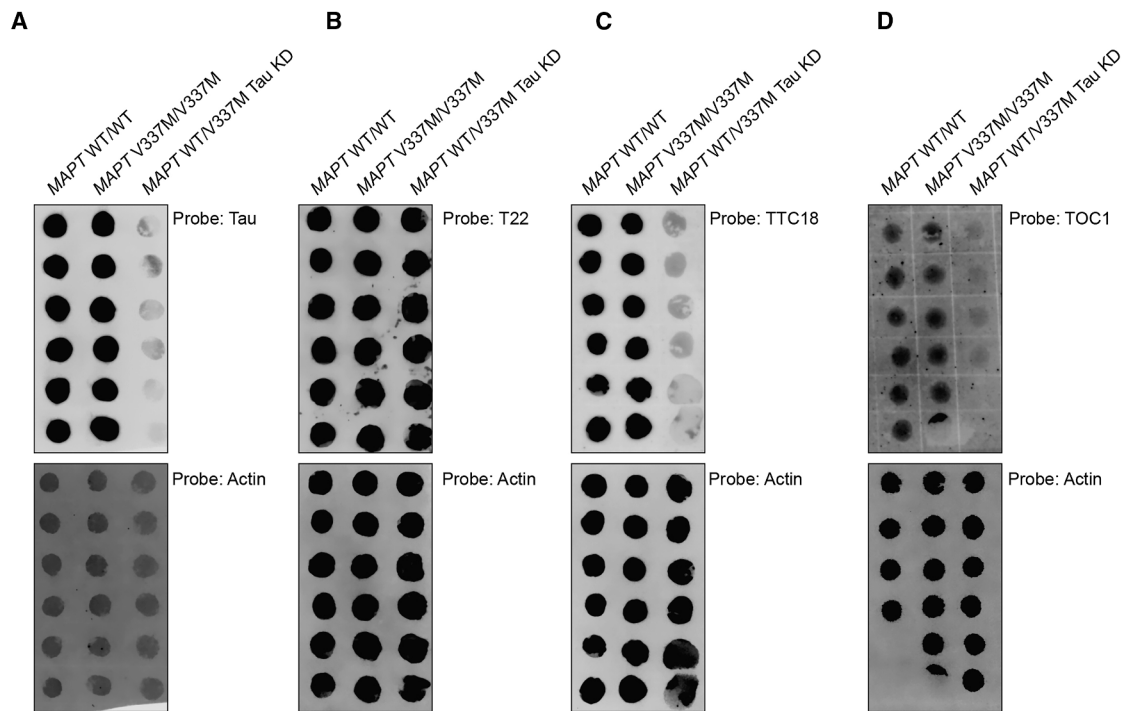 A
MAPT WT/WT
MAPT V337M/V337M
MAPT WT/V337M Tau KD
Probe: Tau
Probe: Actin
B
MAPT WT/WT
MAPT V337M/V337M
MAPT WT/V337M Tau KD
Probe: T22
Probe: Actin
C
MAPT WT/WT
MAPT V337M/V337M
MAPT WT/V337M Tau KD
Probe: TTC18
Probe: Actin
D
MAPT WT/WT
MAPT V337M/V337M
MAPT WT/V337M Tau KD
Probe: TOC1
Probe: Actin